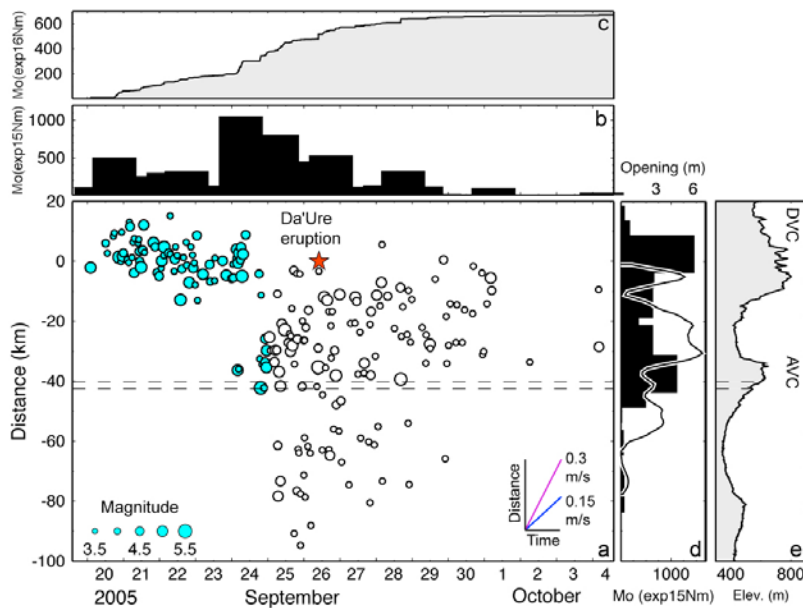 600
400
200
Mo(exp16Nm)
c
1000
500
Mo(exp15Nm)
b
Opening (m)
3 6
20
0
-20
-40
-60
-80
-100
Distance (km)
Da'Ure
eruption
DVC
AVC
Magnitude
3.5 4.5 5.5
Distance
Time
0.3
m/s
0.15
m/s
a
d
e
20 21 22 23 24 25 26 27 28 29 30 1 2 3 4
2005 September October
1000
Mo (exp15Nm)
400 800
Elev. (m)